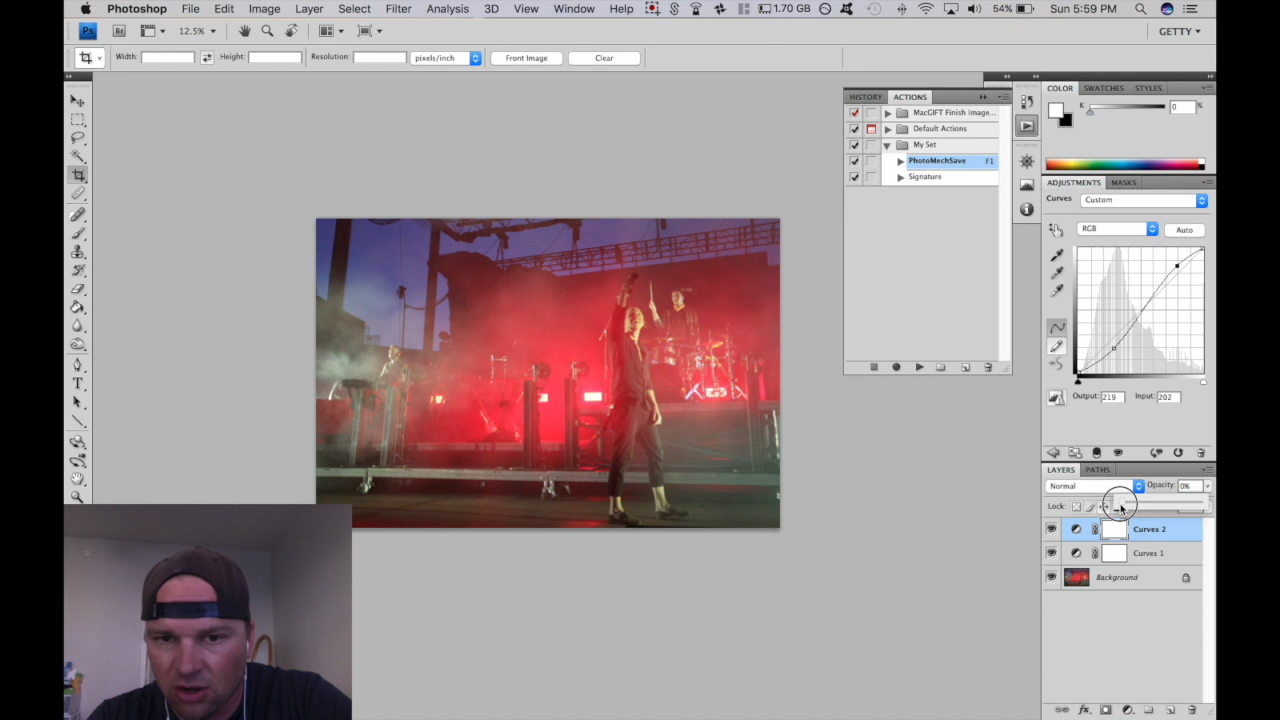 Photoshop File Edit Image Layer Select Filter Analysis 3D View Window Help 1.70 GB 54% Sun 5:59 PM
Ps Br 12.5% GETTY
Width: Height: Resolution: pixels/inch Front Image Clear
HISTORY ACTIONS
MacGIFT Finish Image...
Default Actions
My Set
PhotoMechSave F1
Signature
COLOR SWATCHES STYLES
K 0 %
ADJUSTMENTS MASKS
Curves Custom
RGB Auto
Output: 219 Input: 202
LAYERS PATHS
Normal Opacity: 0%
Lock:
Curves 2
Curves 1
Background
fx
T